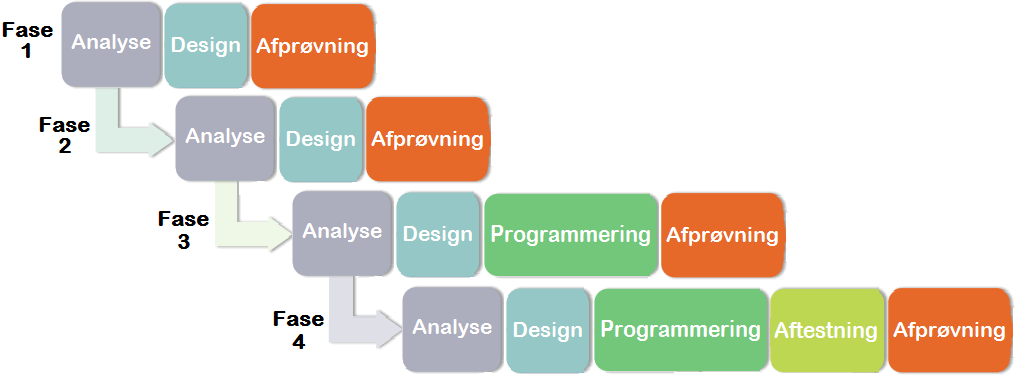 Fase
1
Analyse
Design
Afprøvning
Fase
2
Analyse
Design
Afprøvning
Fase
3
Analyse
Design
Programmering
Afprøvning
Fase
4
Analyse
Design
Programmering
Aftestning
Afprøvning